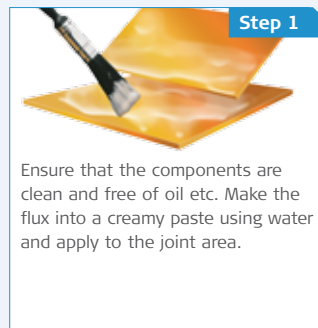 Step 1
Ensure that the components are
clean and free of oil etc. Make the
flux into a creamy paste using water
and apply to the joint area.